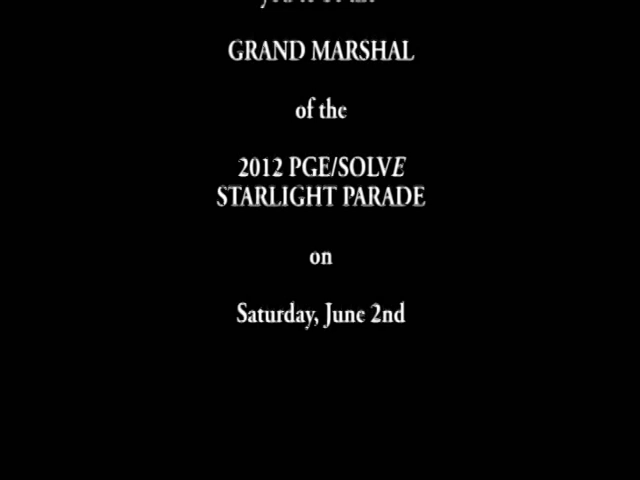 GRAND MARSHAL
of the
2012 PGE/SOLVE
STARLIGHT PARADE
on
Saturday, June 2nd